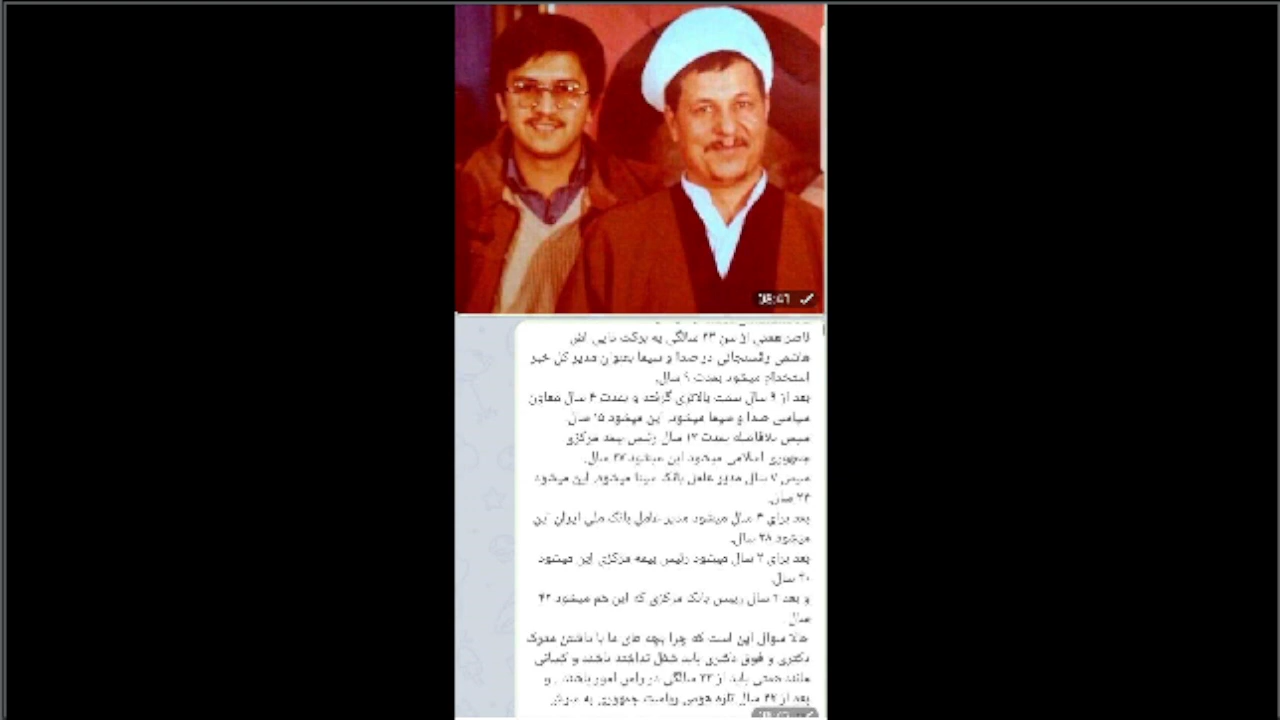 08:41
ناصر همتی از سن ۲۳ سالگی به برکت دایی اش
هاشمی رفسنجانی در صدا و سیما بعنوان مدیر کل خبر
استخدام میشود بمدت ۹ سال.
بعد از ۹ سال سمت بالاتری گرفته و بمدت ۶ سال معاون
سیاسی صدا و سیما میشود. این میشود ۱۵ سال
سپس بلافاصله بمدت ۱۲ سال رئیس بیمه مرکزی
جمهوری اسلامی میشود این میشود ۲۷ سال.
سپس ۷ سال مدیر عامل بانک سینا میشود. این میشود
۳۴ سال.
بعد برای ۴ سال میشود مدیر عامل بانک ملی ایران این
میشود ۳۸ سال.
بعد برای ۲ سال میشود رئیس بیمه مرکزی این میشود
۴۰ سال.
و بعد ۲ سال رییس بانک مرکزی که این هم میشود ۴۲
سال.
حالا سوال این است که چرا بچه های ما با داشتن مدرک
دکتری و فوق دکتری باید شغل نداشته باشند و کسانی
مانند همتی باید از ۲۳ سالگی در راس امور باشند . و
بعد از ۴۲ سال تازه هوس ریاست جمهوری به سرش